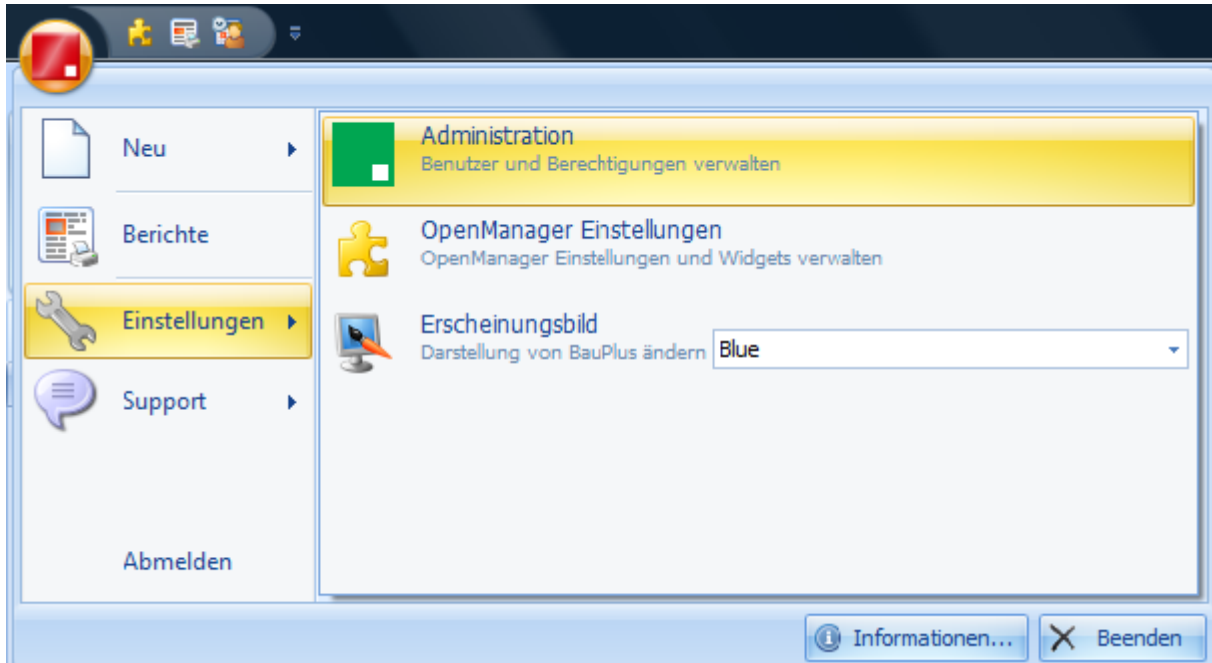 Neu
Berichte
Einstellungen
Support
Abmelden
Administration
Benutzer und Berechtigungen verwalten
OpenManager Einstellungen
OpenManager Einstellungen und Widgets verwalten
Erscheinungsbild
Darstellung von BauPlus ändern Blue
Informationen... Beenden